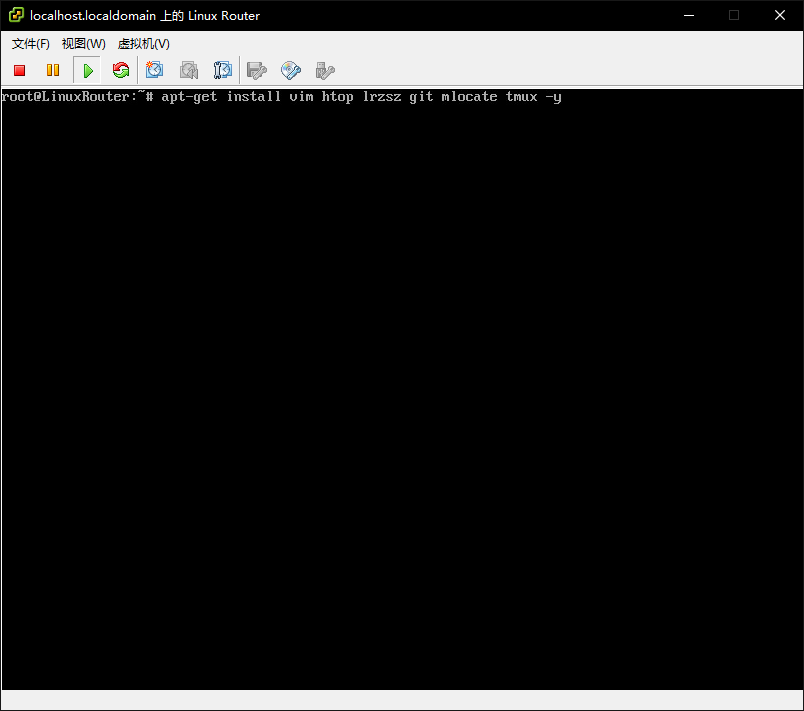 localhost.localdomain 上的 Linux Router
文件(F) 视图(W) 虚拟机(V)
root@LinuxRouter:~# apt-get install vim htop lrzsz git mlocate tmux -y